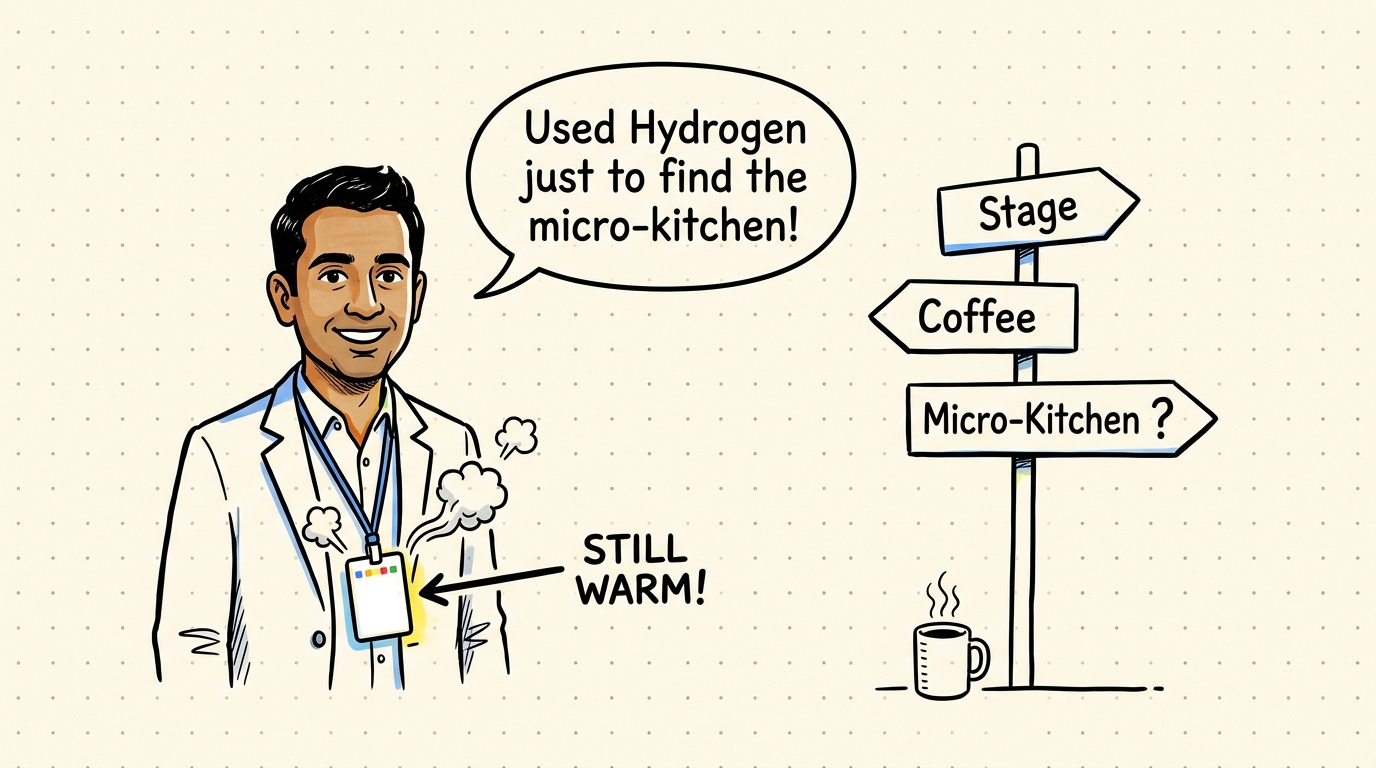 Used Hydrogen
just to find the
micro-kitchen!
Stage
Coffee
Micro-Kitchen ?
STILL
WARM!